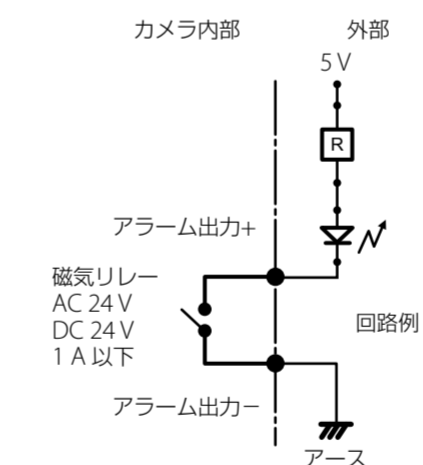 カメラ内部
外部
5 V
R
アラーム出力+
磁気リレー
AC 24 V
DC 24 V
1 A 以下
回路例
アラーム出力－
アース